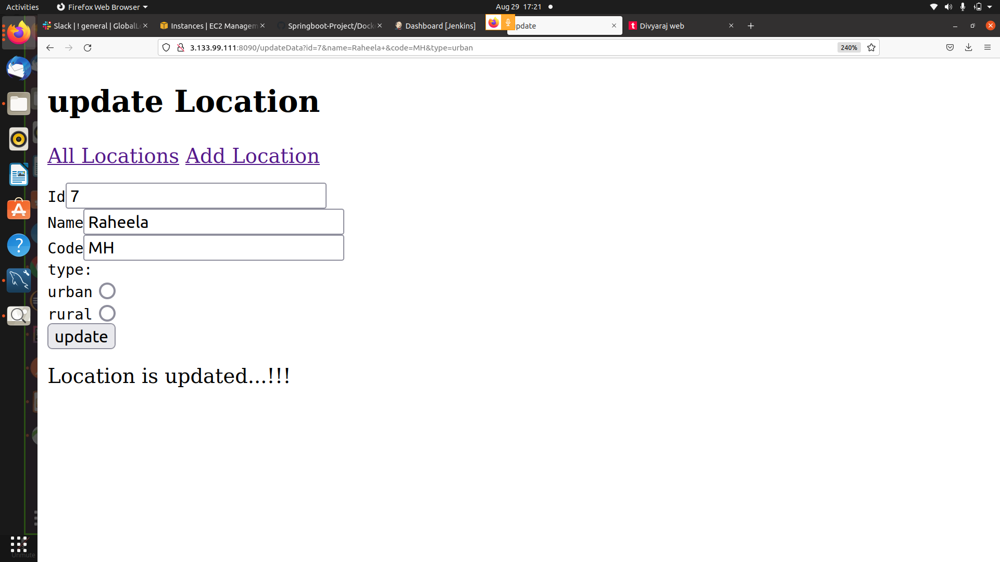 Activities
Firefox Web Browser
Aug 29 17:21
Slack | ! general | GlobalLo
Instances | EC2 Managem
Springboot-Project/Dock
Dashboard [Jenkins]
update
Divyaraj web
3.133.99.111:8090/updateData?id=7&name=Raheela+&code=MH&type=urban
240%
update Location
All Locations Add Location
Id 7
Name Raheela
Code MH
type:
urban
rural
update
Location is updated...!!!
Unmute